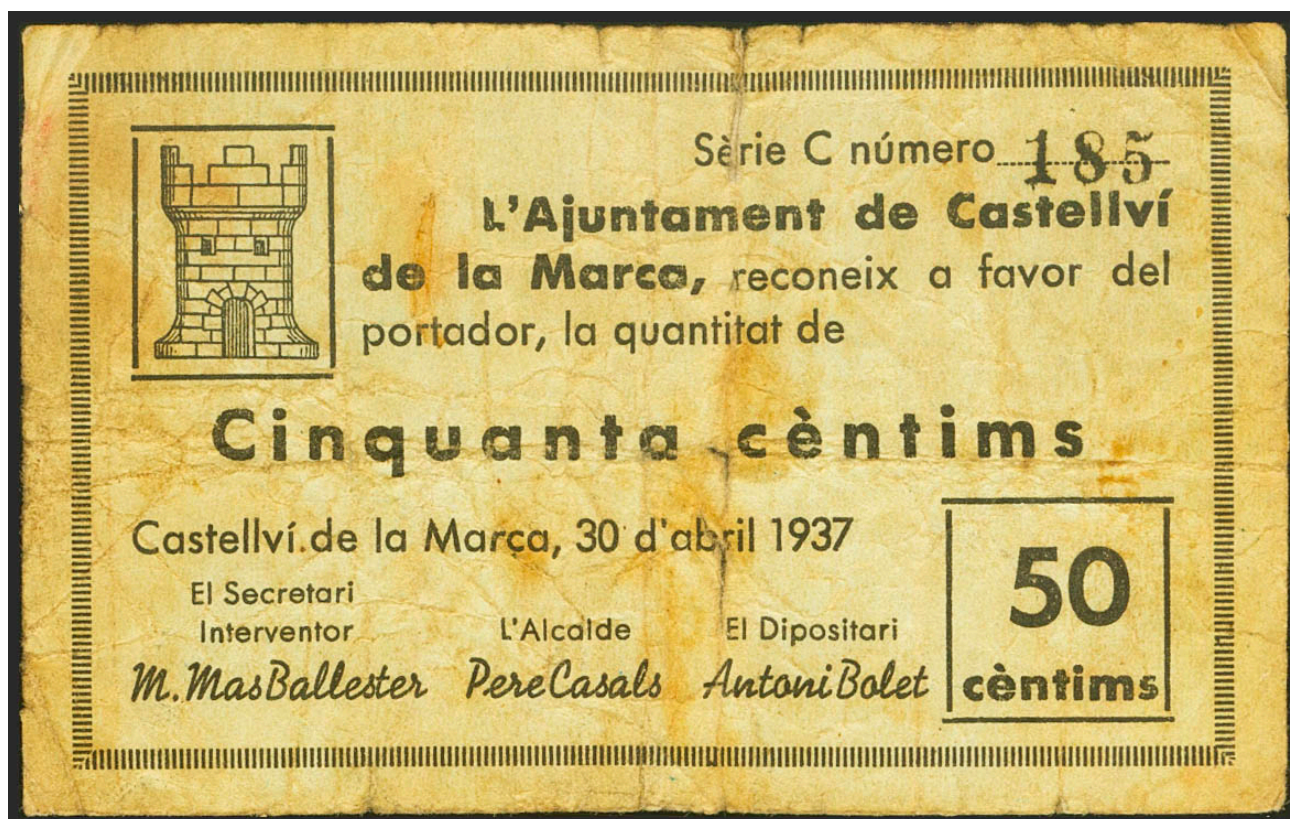 Sèrie C número 185
L'Ajuntament de Castellví
de la Marca, reconeix a favor del
portador, la quantitat de
Cinquanta cèntims
Castellví de la Marca, 30 d'abril 1937
El Secretari
Interventor
M. Mas Ballester
L'Alcalde
Pere Casals
El Dipositari
Antoni Bolet
50
cèntims